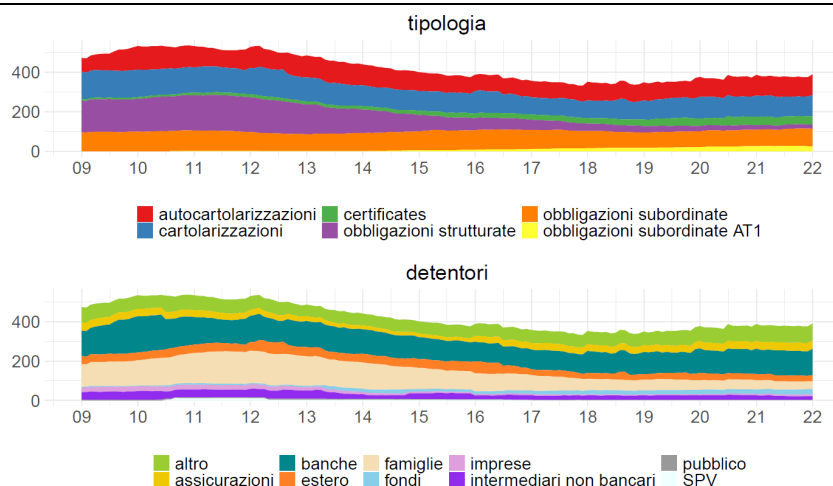 tipologia
400
200
0
09 10 11 12 13 14 15 16 17 18 19 20 21 22
autocartolarizzazioni certificates obbligazioni subordinate
cartolarizzazioni obbligazioni strutturate obbligazioni subordinate AT1
detentori
400
200
0
09 10 11 12 13 14 15 16 17 18 19 20 21 22
altro banche famiglie imprese pubblico
assicurazioni estero fondi intermediari non bancari SPV